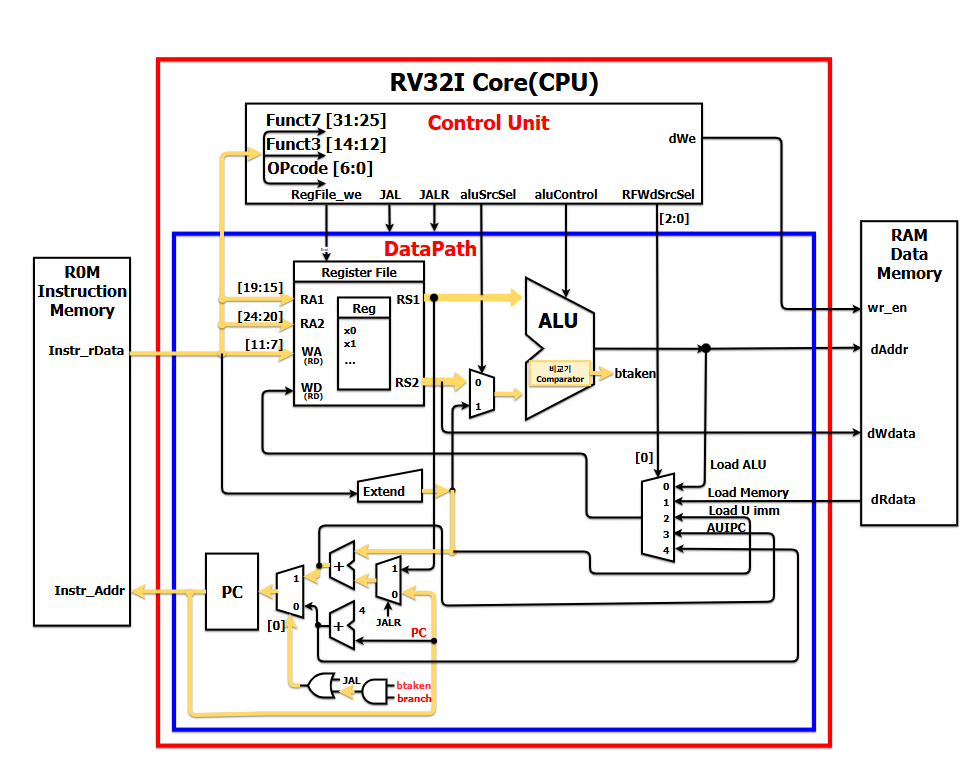 RV32I Core(CPU)
Funct7 [31:25]
Control Unit
Funct3 [14:12]
dWe
OPcode [6:0]
RegFile_we
JAL
JALR
aluSrcSel
aluControl
RFWdSrcSel
[2:0]
DataPath
ROM
Instruction
Memory
Instr_rData
Instr_Addr
[19:15]
[24:20]
[11:7]
Register File
RA1
RA2
WA
(RD)
WD
(RD)
Reg
x0
x1
...
RS1
RS2
0
1
ALU
비교기
Comparator
btaken
RAM
Data
Memory
wr_en
dAddr
dWdata
dRdata
[0]
Load ALU
Load Memory
Load U imm
AUIPC
0
1
2
3
4
Extend
PC
1
0
[0]
+
+
4
1
0
JALR
PC
JAL
btaken
branch